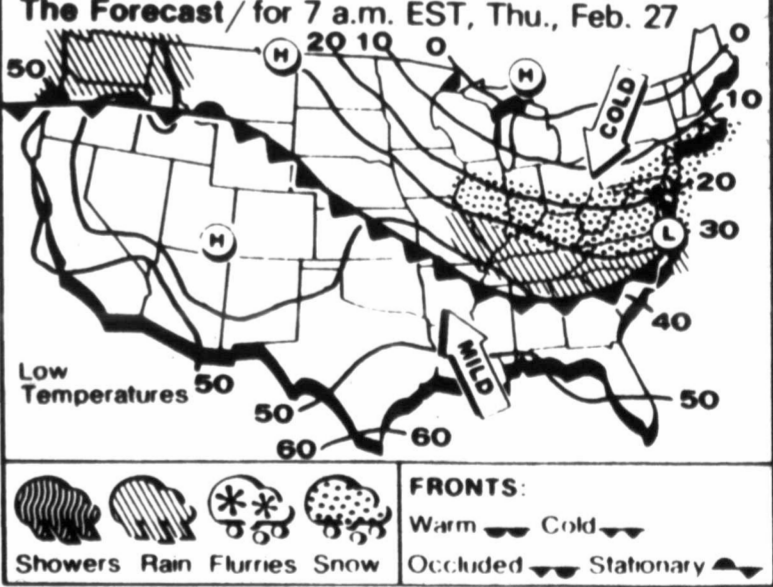 The Forecast / for 7 a.m. EST, Thu., Feb. 27
50
H
20 10 0
H
0
COLD
10
20
H
L
30
40
MILD
Low
Temperatures
50
50
50
60
60
FRONTS:
Warm Cold
Showers Rain Flurries Snow
Occluded Stationary